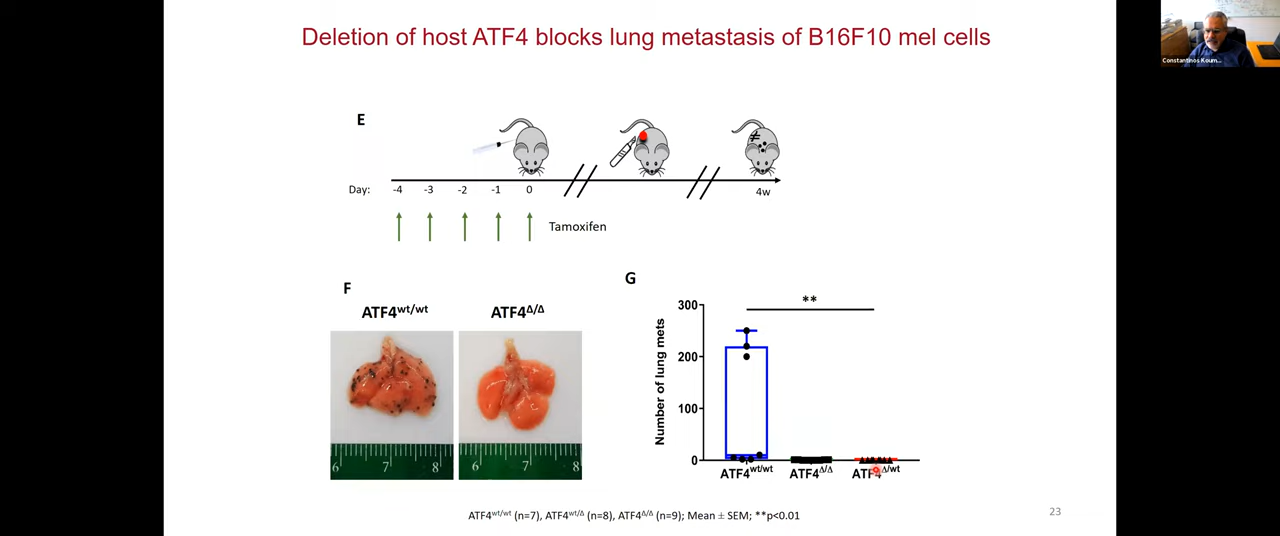 Deletion of host ATF4 blocks lung metastasis of B16F10 mel cells
Constantinos Koum...
E
≠
Day: -4 -3 -2 -1 0 4w
Tamoxifen
F
ATF4wt/wt ATF4Δ/Δ
6 7 8 6 7 8
G
**
Number of lung mets
300
200
100
0
ATF4wt/wt ATF4Δ/Δ ATF4Δ/wt
ATF4wt/wt (n=7), ATF4wt/Δ (n=8), ATF4Δ/Δ (n=9); Mean ± SEM; **p<0.01
23